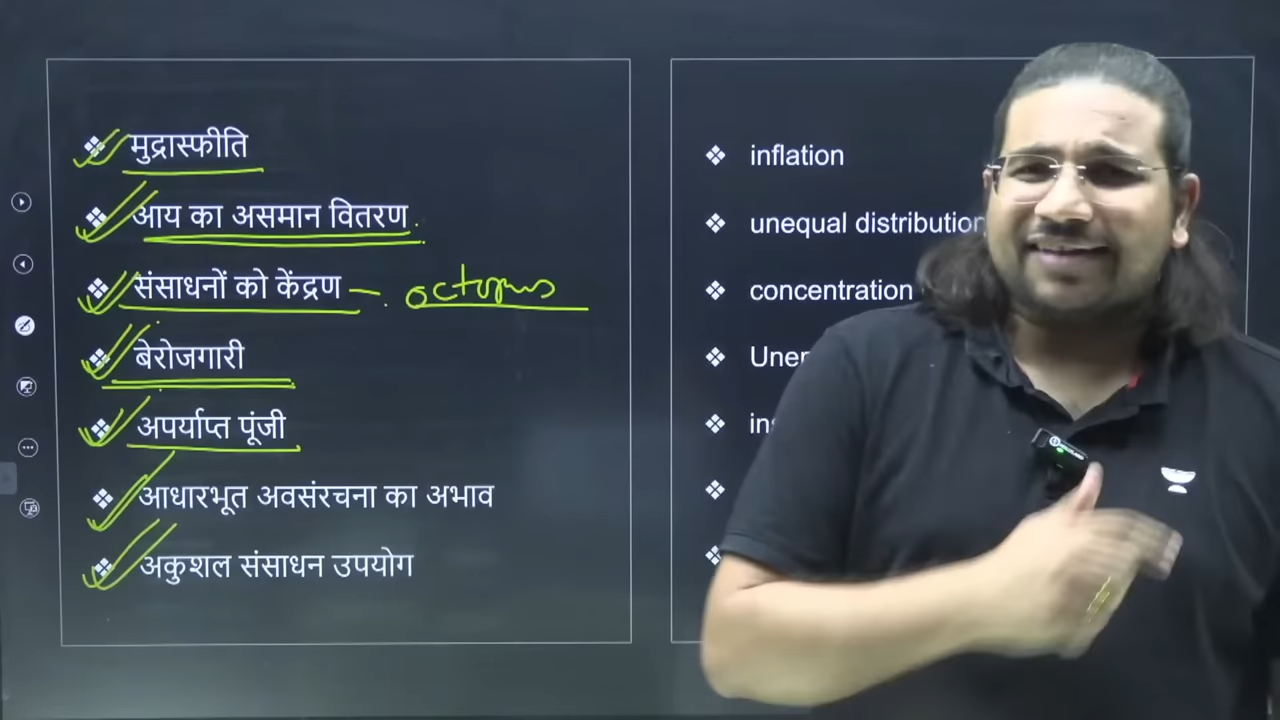 मुद्रास्फीति
आय का असमान वितरण
संसाधनों को केंद्रण — octopus
बेरोजगारी
अपर्याप्त पूंजी
आधारभूत अवसंरचना का अभाव
अकुशल संसाधन उपयोग
inflation
unequal distribution
concentration